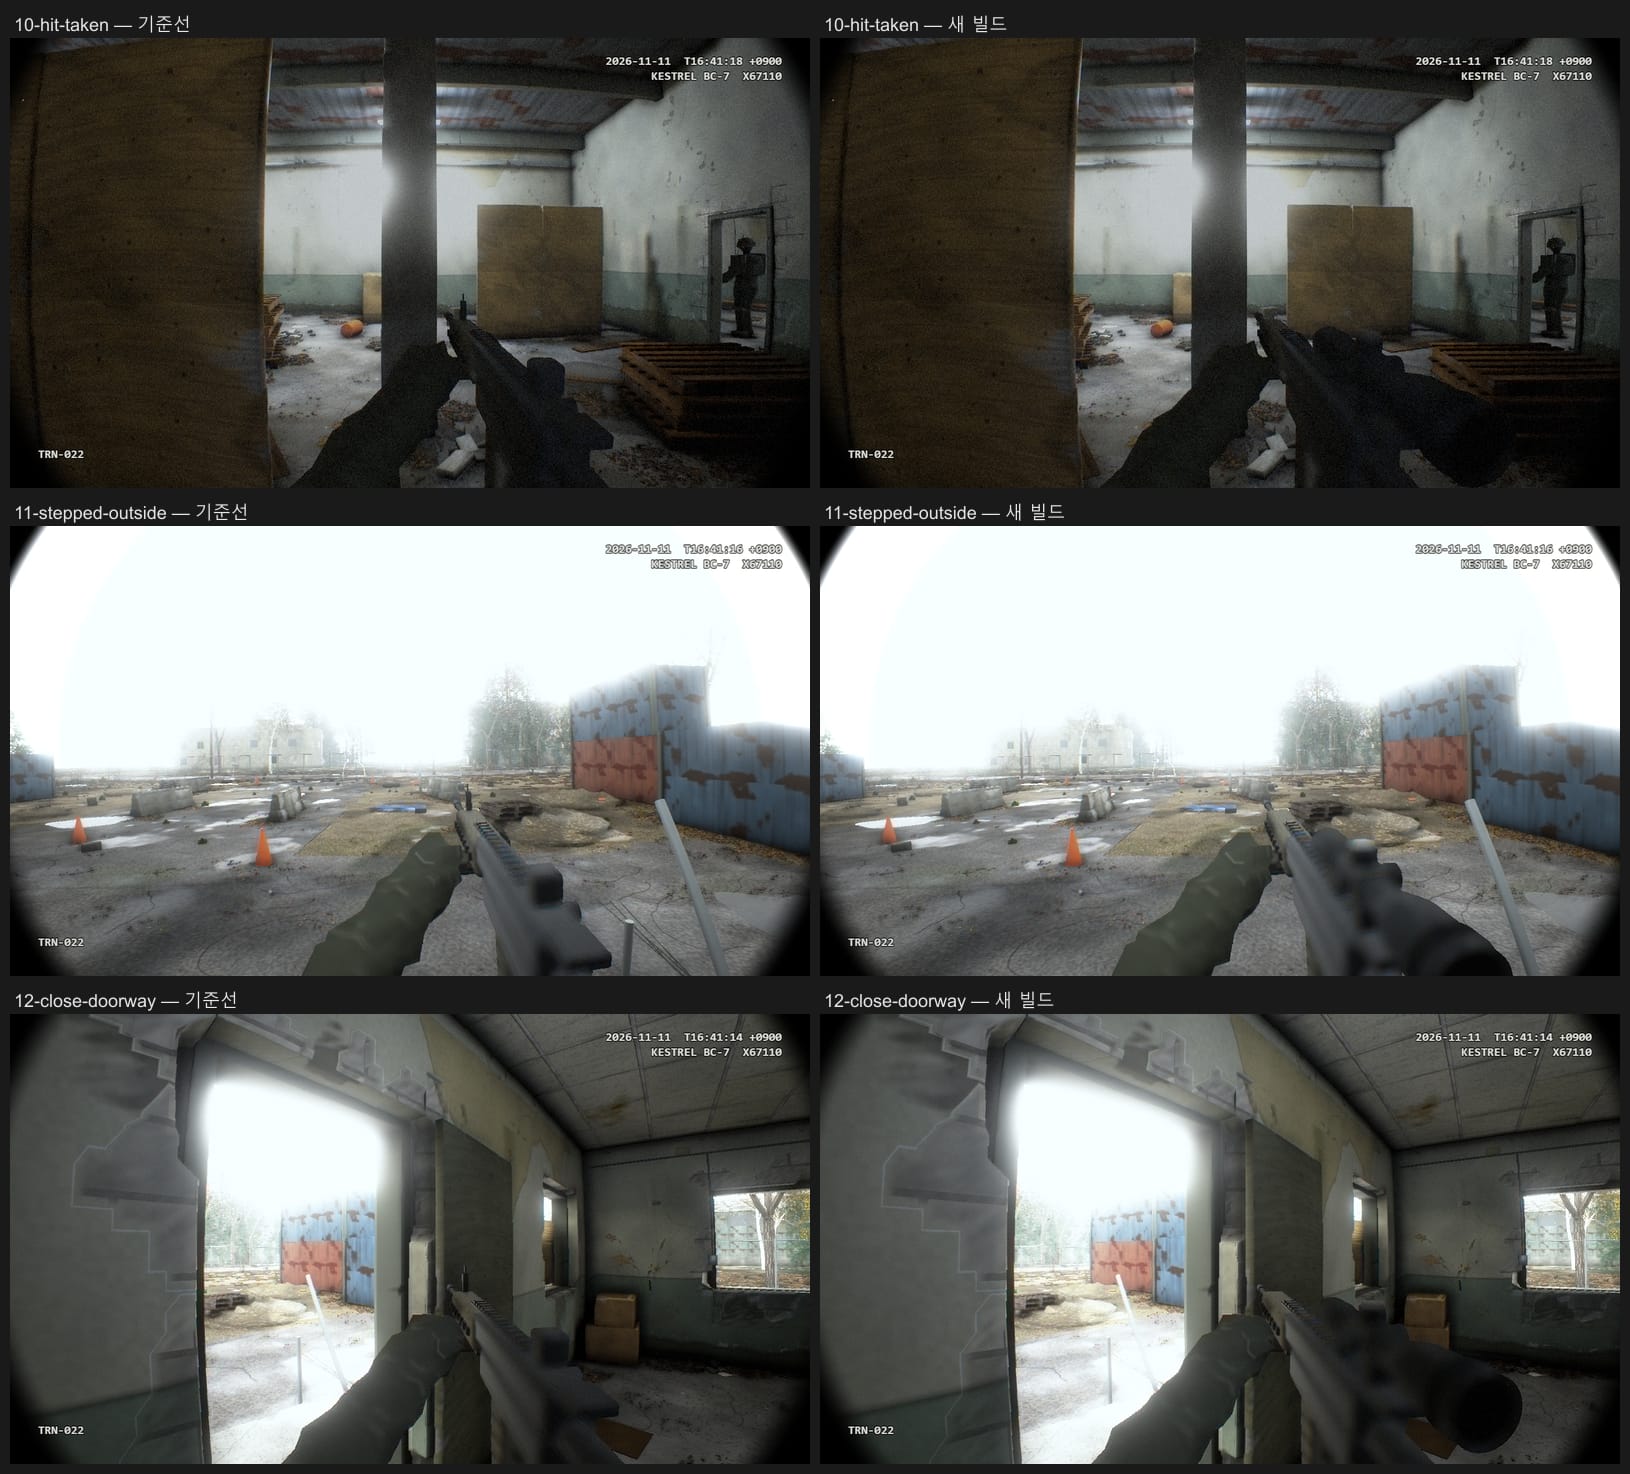 10-hit-taken — 기준선
2026-11-11 T16:41:18 +0900
KESTREL BC-7 X67110
TRN-022
10-hit-taken — 새 빌드
2026-11-11 T16:41:18 +0900
KESTREL BC-7 X67110
TRN-022
11-stepped-outside — 기준선
2026-11-11 T16:41:16 +0900
KESTREL BC-7 X67110
TRN-022
11-stepped-outside — 새 빌드
2026-11-11 T16:41:16 +0900
KESTREL BC-7 X67110
TRN-022
12-close-doorway — 기준선
2026-11-11 T16:41:14 +0900
KESTREL BC-7 X67110
TRN-022
12-close-doorway — 새 빌드
2026-11-11 T16:41:14 +0900
KESTREL BC-7 X67110
TRN-022